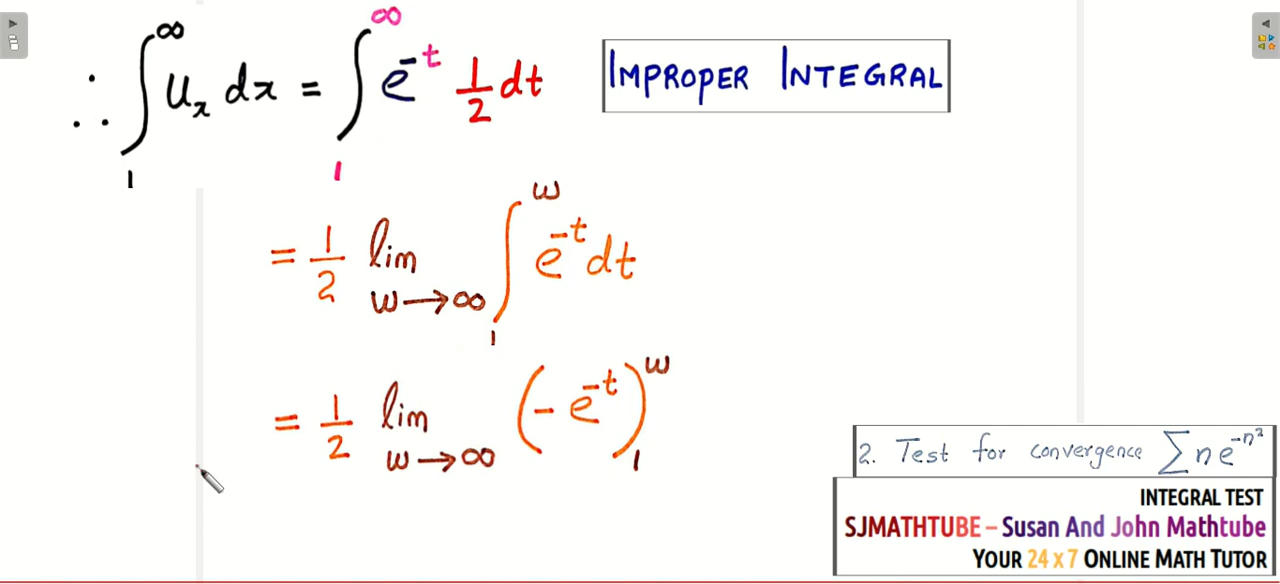 ∴ ∫₁^∞ uₓ dx = ∫₁^∞ e^{-t} 1/2 dt
IMPROPER INTEGRAL
= 1/2 lim_{w→∞} ∫₁^w e^{-t} dt
= 1/2 lim_{w→∞} (-e^{-t})₁^w
2. Test for convergence ∑ n e^{-n²}
INTEGRAL TEST
SJMATHTUBE – Susan And John Mathtube
YOUR 24 x 7 ONLINE MATH TUTOR